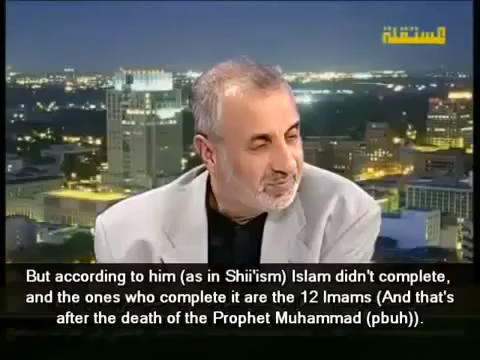 مستقلة
But according to him (as in Shii'ism) Islam didn't complete,
and the ones who complete it are the 12 Imams (And that's
after the death of the Prophet Muhammad (pbuh)).